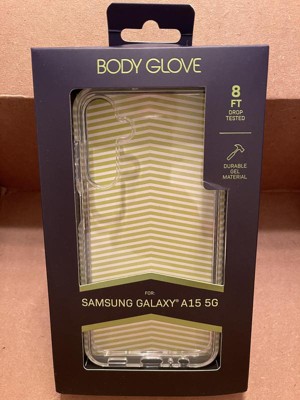 BODY GLOVE
8
FT
DROP
TESTED
DURABLE
GEL
MATERIAL
FOR:
SAMSUNG GALAXY® A15 5G